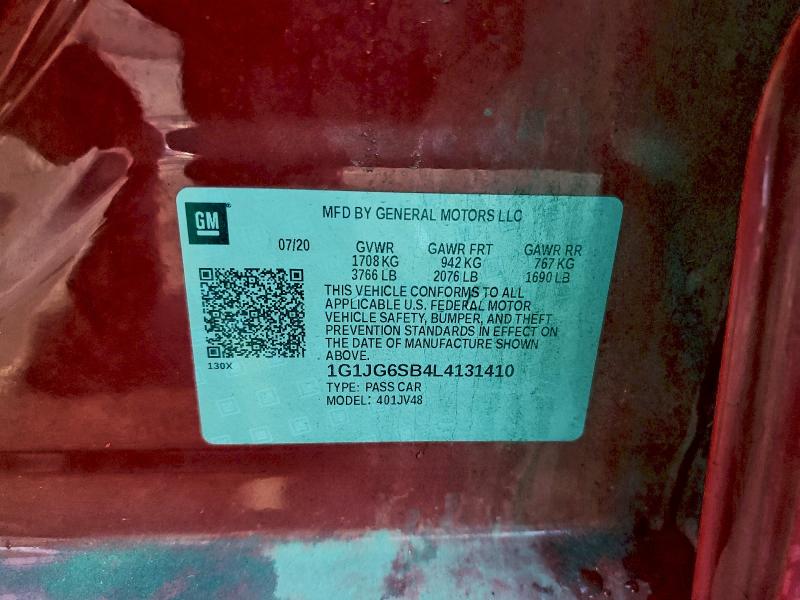 GM
MFD BY GENERAL MOTORS LLC
07/20 GVWR GAWR FRT GAWR RR
1708 KG 942 KG 767 KG
3766 LB 2076 LB 1690 LB
THIS VEHICLE CONFORMS TO ALL
APPLICABLE U.S. FEDERAL MOTOR
VEHICLE SAFETY, BUMPER, AND THEFT
PREVENTION STANDARDS IN EFFECT ON
THE DATE OF MANUFACTURE SHOWN
ABOVE.
130X
1G1JG6SB4L4131410
TYPE: PASS CAR
MODEL: 401JV48